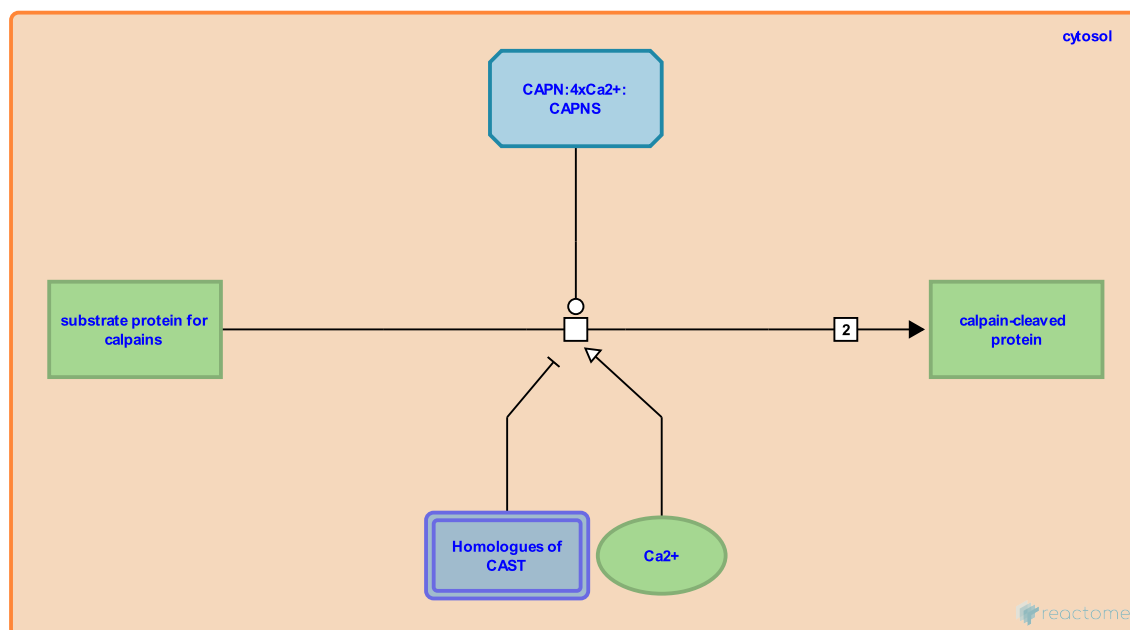 cytosol
CAPN:4xCa2+:
CAPNS
substrate protein for
calpains
2
calpain-cleaved
protein
Homologues of
CAST
Ca2+
reactome